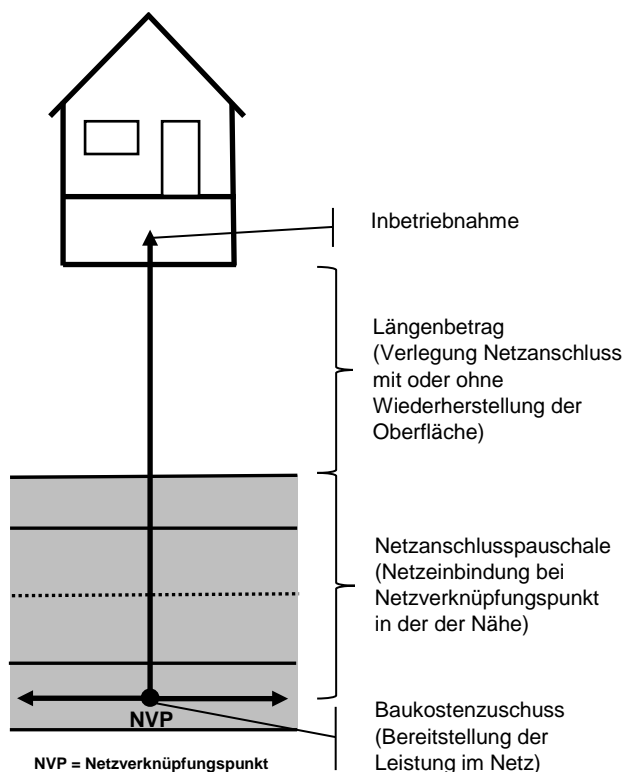 Inbetriebnahme
Längenbetrag
(Verlegung Netzanschluss
mit oder ohne
Wiederherstellung der
Oberfläche)
Netzanschlusspauschale
(Netzeinbindung bei
Netzverknüpfungspunkt
in der der Nähe)
NVP
Baukostenzuschuss
(Bereitstellung der
Leistung im Netz)
NVP = Netzverknüpfungspunkt